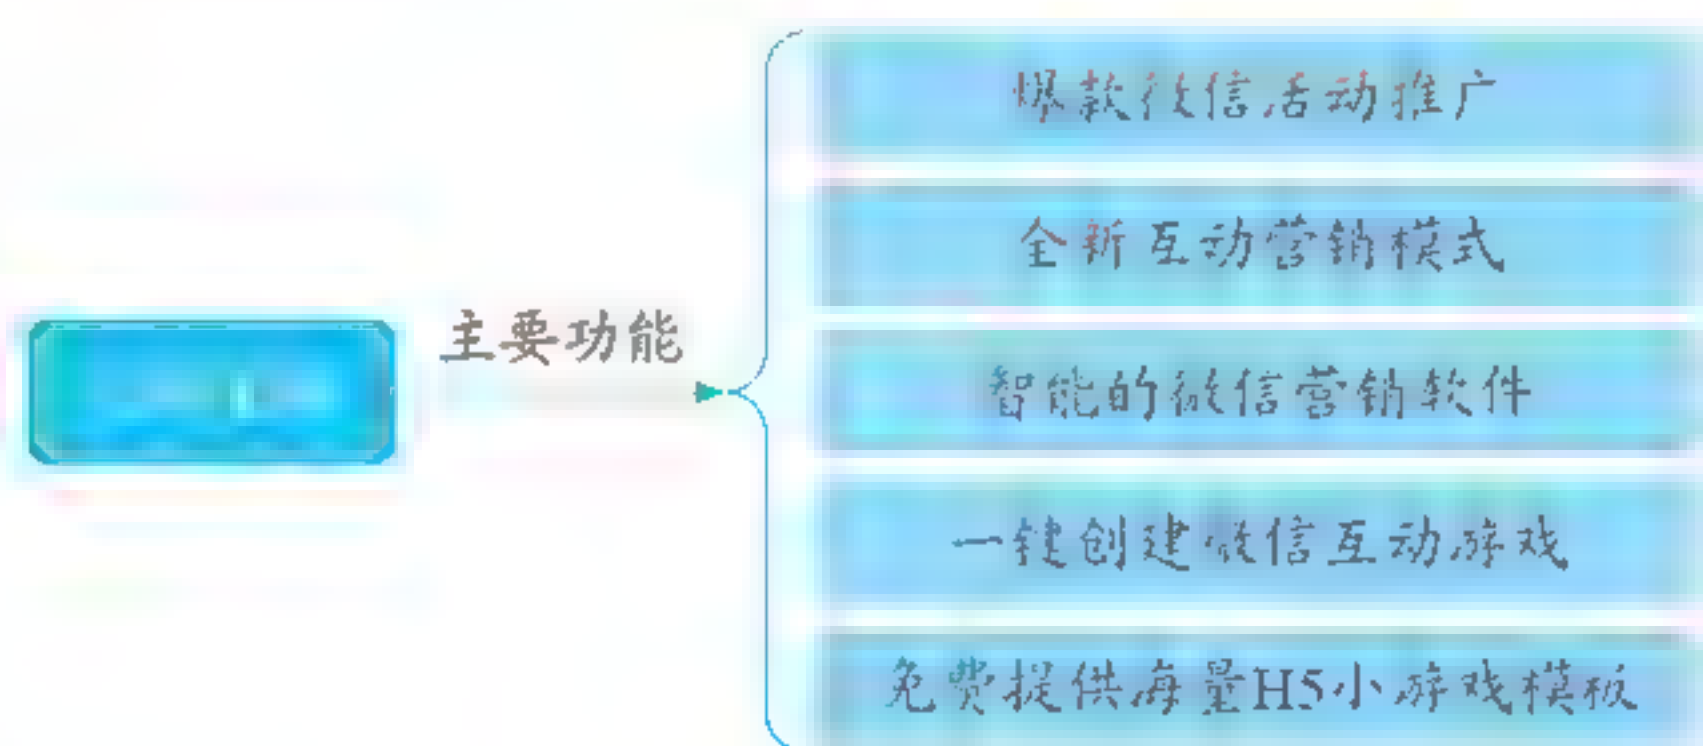 爆款微信活动推广
全新互动营销模式
主要功能
智能的微信营销软件
一键创建微信互动游戏
免费提供海量H5小游戏模板